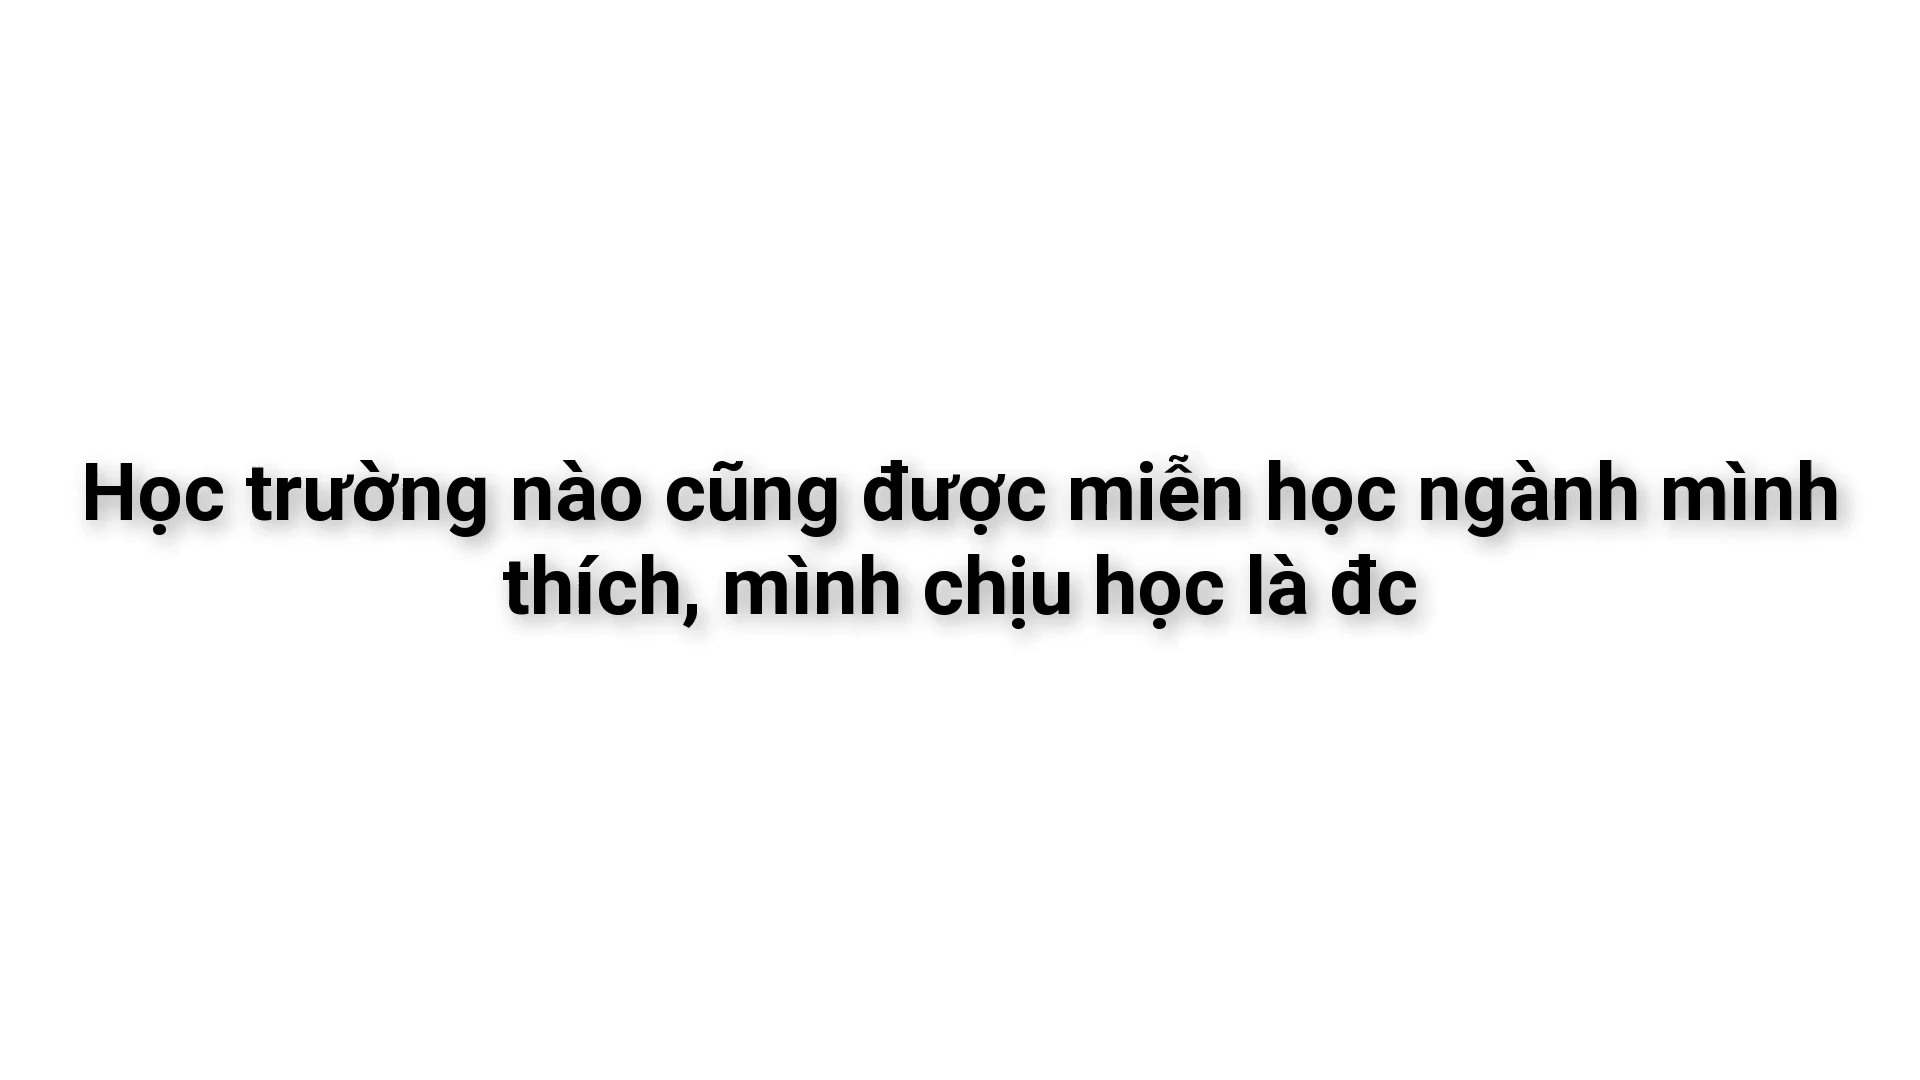 Học trường nào cũng được miễn học ngành mình
thích, mình chịu học là đc